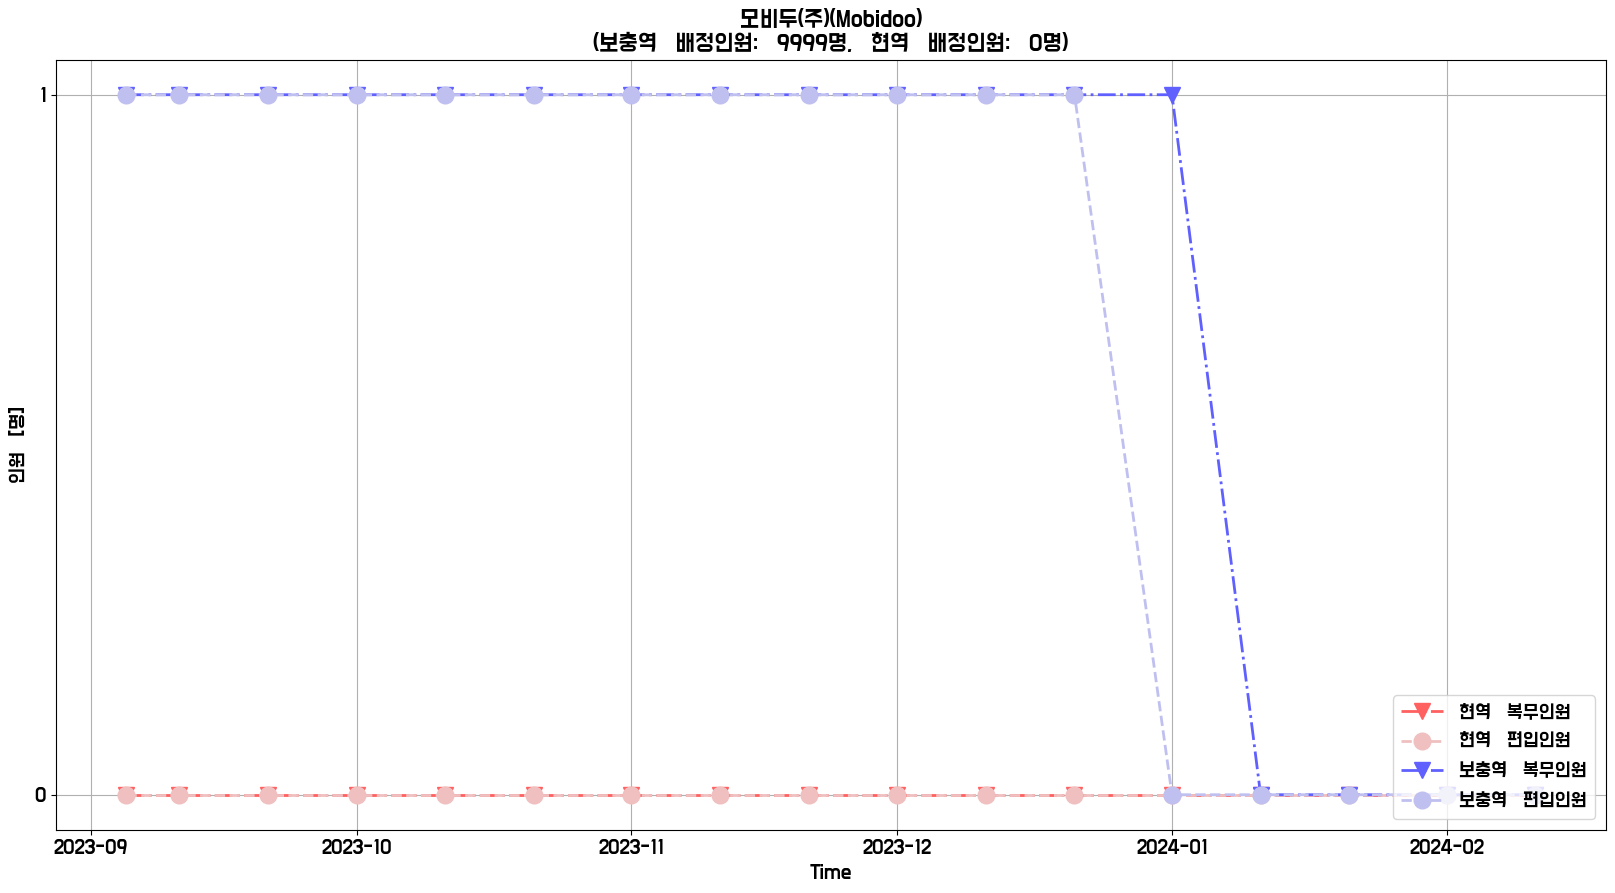 모비두(주)(Mobidoo)
(보충역 배정인원: 9999명, 현역 배정인원: 0명)
1
0
인원 [명]
2023-09 2023-10 2023-11 2023-12 2024-01 2024-02
Time
현역 복무인원
현역 편입인원
보충역 복무인원
보충역 편입인원